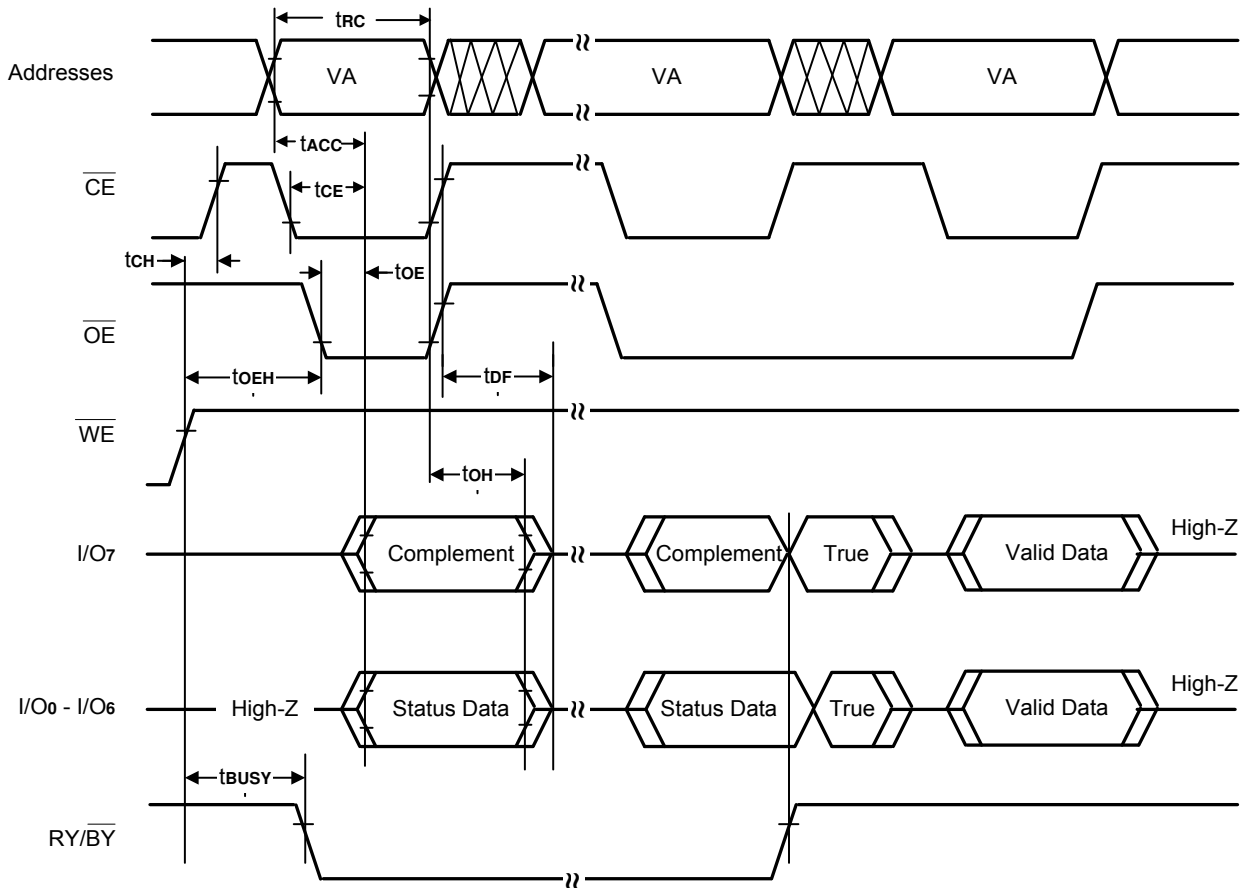 tRC
Addresses VA VA VA
tACC
CE tCE
tCH tOE
OE
tOEH tDF
WE
tOH
I/O7 Complement Complement True Valid Data High-Z
I/O0 - I/O6 High-Z Status Data Status Data True Valid Data High-Z
tBUSY
RY/BY